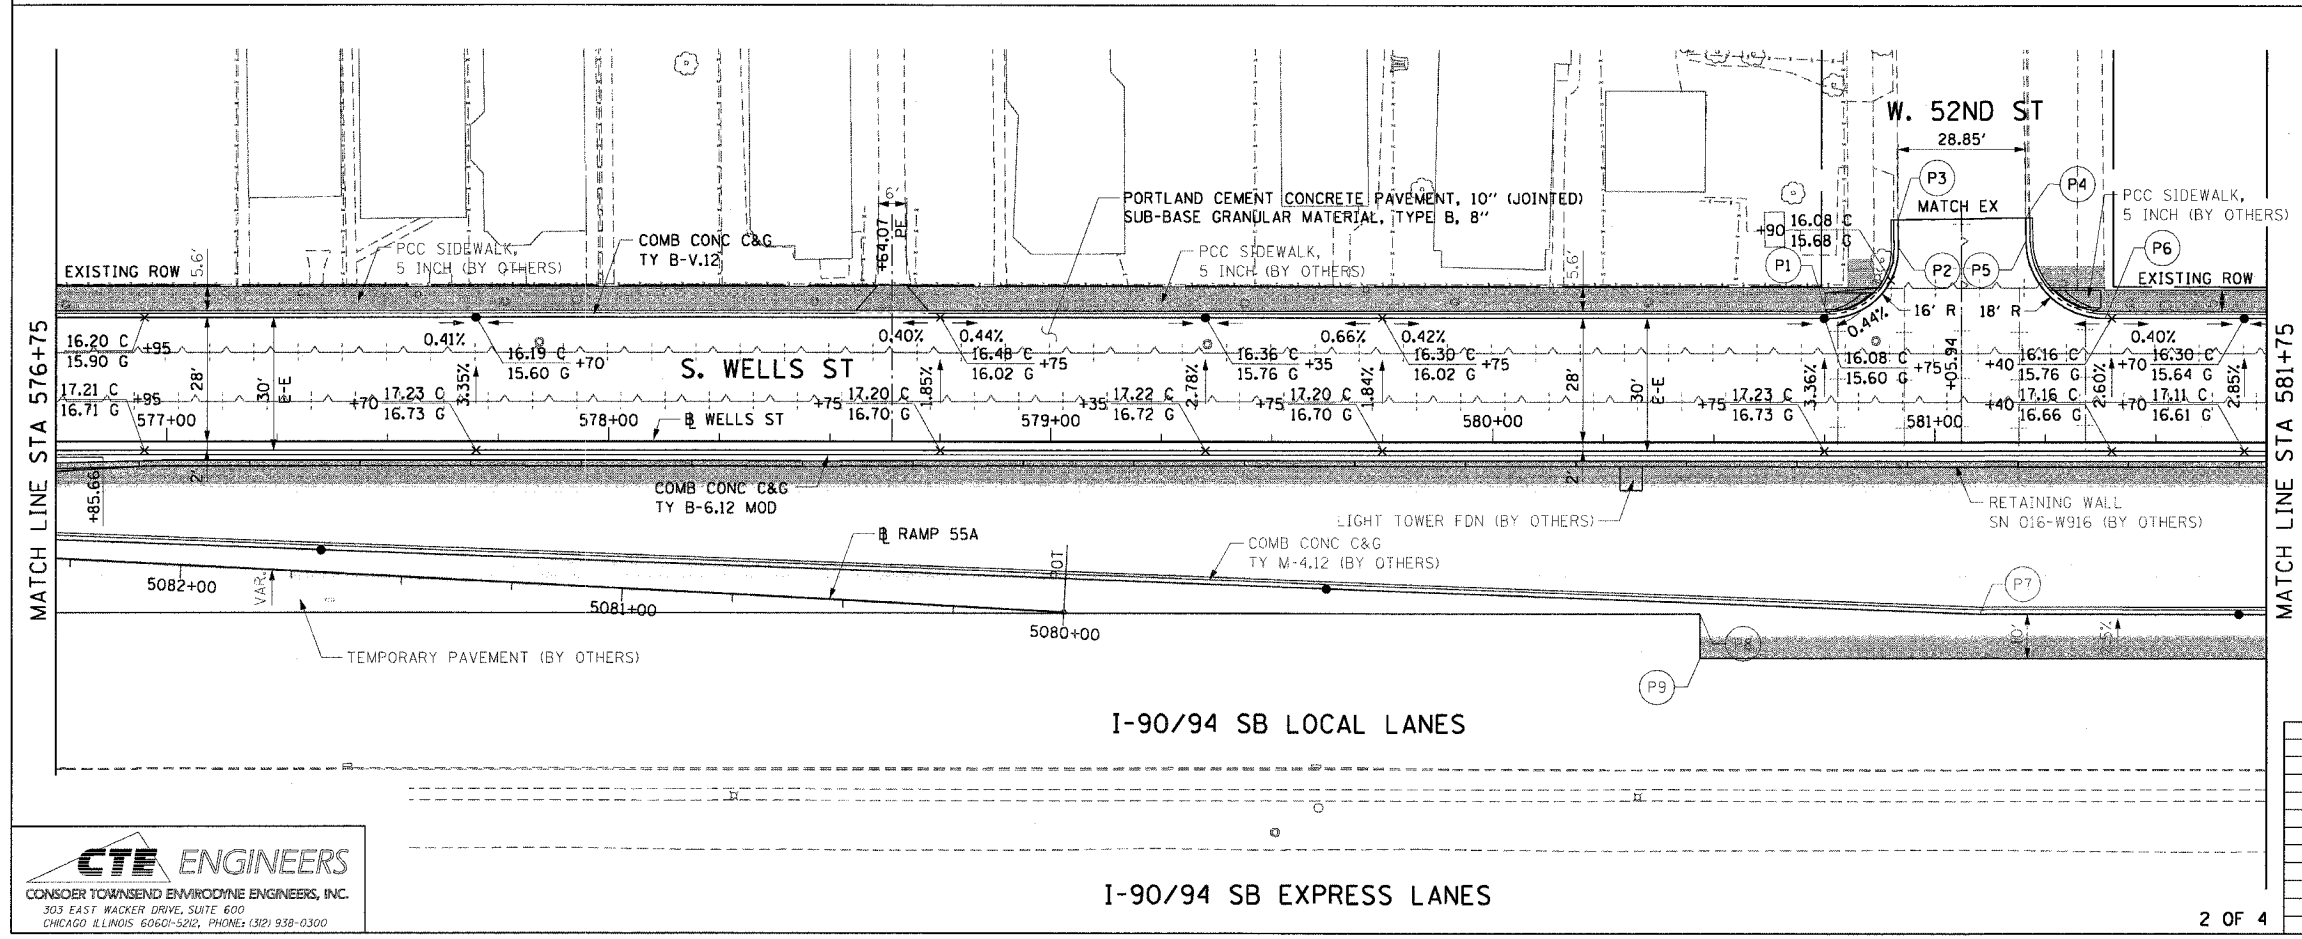 W. 52ND ST
28.85'
P3
P4
MATCH EX
PCC SIDEWALK,
5 INCH (BY OTHERS)
P6
EXISTING ROW
+90
16.08 C
15.68 G
P1
P2
P5
16' R
18' R
0.44%
PORTLAND CEMENT CONCRETE PAVEMENT, 10" (JOINTED)
SUB-BASE GRANULAR MATERIAL, TYPE B, 8"
6'
+64.07
PE
COMB CONC C&G
TY B-V.12
PCC SIDEWALK,
5 INCH (BY OTHERS)
PCC SIDEWALK,
5 INCH (BY OTHERS)
EXISTING ROW
5.6'
5.6'
MATCH LINE STA 576+75
16.20 C
15.90 G
+95
17.21 C
16.71 G
+95
577+00
28'
30'
E-E
0.41%
16.19 C
15.60 G
+70
+70
17.23 C
16.73 G
3.35%
578+00
S. WELLS ST
℄ WELLS ST
0.40%
0.44%
16.48 C
16.02 G
+75
+75
17.20 C
16.70 G
1.85%
579+00
16.36 C
15.76 G
+35
+35
17.22 C
16.72 G
2.78%
0.66%
0.42%
16.30 C
16.02 G
+75
+75
17.20 C
16.70 G
1.84%
580+00
28'
30'
E-E
16.08 C
15.60 G
+75
+75
17.23 C
16.73 G
3.36%
+05.94
581+00
16.16 C
15.76 G
+40
+40
17.16 C
16.66 G
2.60%
0.40%
16.30 C
15.64 G
+70
+70
17.11 C
16.61 G
2.85%
MATCH LINE STA 581+75
+85.66
2'
2'
COMB CONC C&G
TY B-6.12 MOD
LIGHT TOWER FDN (BY OTHERS)
RETAINING WALL
SN 016-W916 (BY OTHERS)
℄ RAMP 55A
COMB CONC C&G
TY M-4.12 (BY OTHERS)
POT
5082+00
VAR.
5081+00
5080+00
TEMPORARY PAVEMENT (BY OTHERS)
P7
P8
P9
I-90/94 SB LOCAL LANES
I-90/94 SB EXPRESS LANES
CTE ENGINEERS
CONSOER TOWNSEND ENVIRODYNE ENGINEERS, INC.
303 EAST WACKER DRIVE, SUITE 600
CHICAGO ILLINOIS 60601-5212, PHONE: (312) 938-0300
2 OF 4